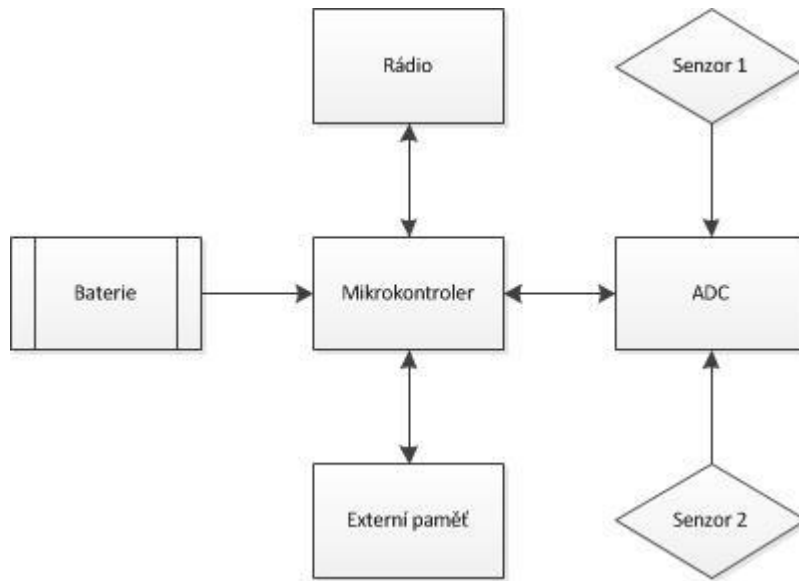 Rádio
Senzor 1
Baterie
Mikrokontroler
ADC
Externí paměť
Senzor 2